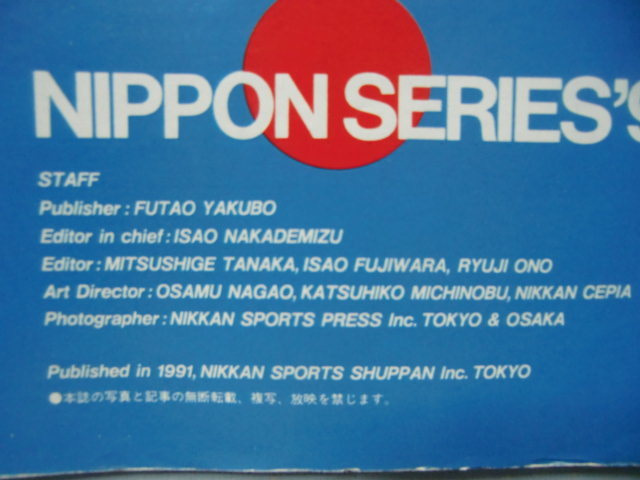 NIPPON SERIES'9
STAFF
Publisher : FUTAO YAKUBO
Editor in chief : ISAO NAKADEMIZU
Editor : MITSUSHIGE TANAKA, ISAO FUJIWARA, RYUJI ONO
Art Director : OSAMU NAGAO, KATSUHIKO MICHINOBU, NIKKAN CEPIA
Photographer : NIKKAN SPORTS PRESS Inc. TOKYO & OSAKA
Published in 1991, NIKKAN SPORTS SHUPPAN Inc. TOKYO
●本誌の写真と記事の無断転載、複写、放映を禁じます。